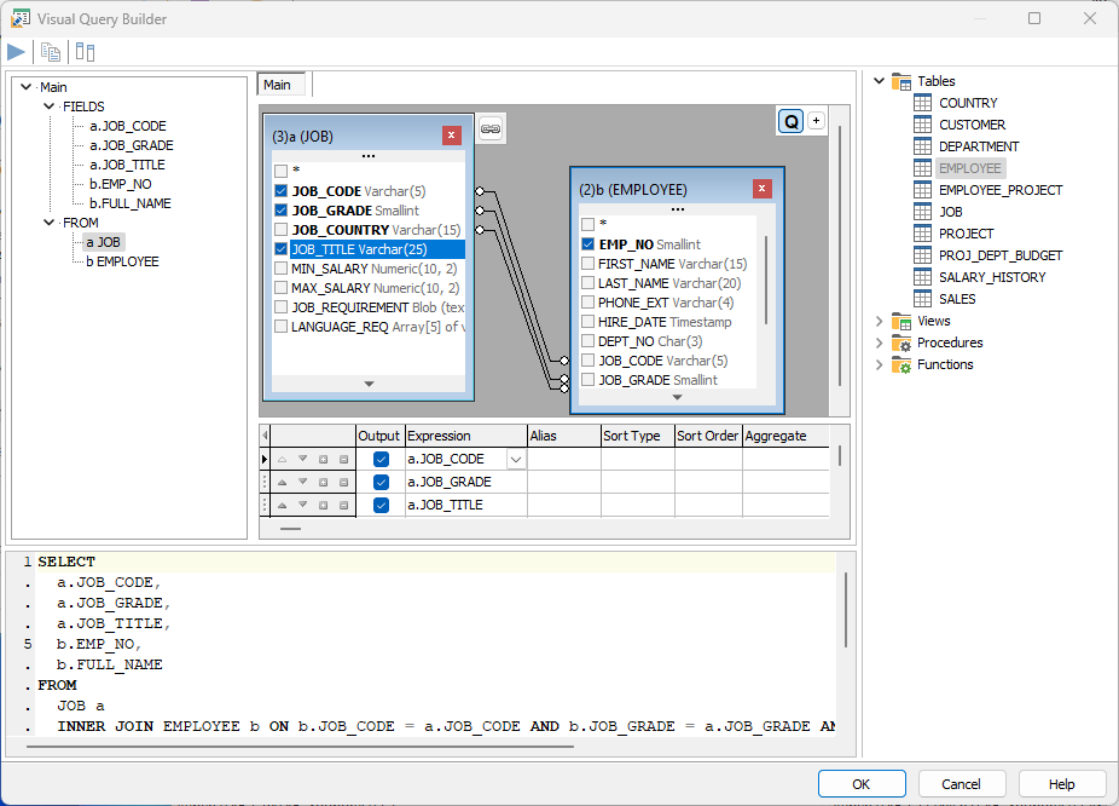 Visual Query Builder
Main
FIELDS
a.JOB_CODE
a.JOB_GRADE
a.JOB_TITLE
b.EMP_NO
b.FULL_NAME
FROM
a JOB
b EMPLOYEE
Main
Q +
(3)a (JOB) x
...
*
JOB_CODE Varchar(5)
JOB_GRADE Smallint
JOB_COUNTRY Varchar(15)
JOB_TITLE Varchar(25)
MIN_SALARY Numeric(10, 2)
MAX_SALARY Numeric(10, 2)
JOB_REQUIREMENT Blob (tex
LANGUAGE_REQ Array[5] of v
(2)b (EMPLOYEE) x
...
*
EMP_NO Smallint
FIRST_NAME Varchar(15)
LAST_NAME Varchar(20)
PHONE_EXT Varchar(4)
HIRE_DATE Timestamp
DEPT_NO Char(3)
JOB_CODE Varchar(5)
JOB_GRADE Smallint
Output Expression Alias Sort Type Sort Order Aggregate
a.JOB_CODE
a.JOB_GRADE
a.JOB_TITLE
1 SELECT
. a.JOB_CODE,
. a.JOB_GRADE,
. a.JOB_TITLE,
5 b.EMP_NO,
. b.FULL_NAME
. FROM
. JOB a
. INNER JOIN EMPLOYEE b ON b.JOB_CODE = a.JOB_CODE AND b.JOB_GRADE = a.JOB_GRADE AN
Tables
COUNTRY
CUSTOMER
DEPARTMENT
EMPLOYEE
EMPLOYEE_PROJECT
JOB
PROJECT
PROJ_DEPT_BUDGET
SALARY_HISTORY
SALES
Views
Procedures
Functions
OK Cancel Help